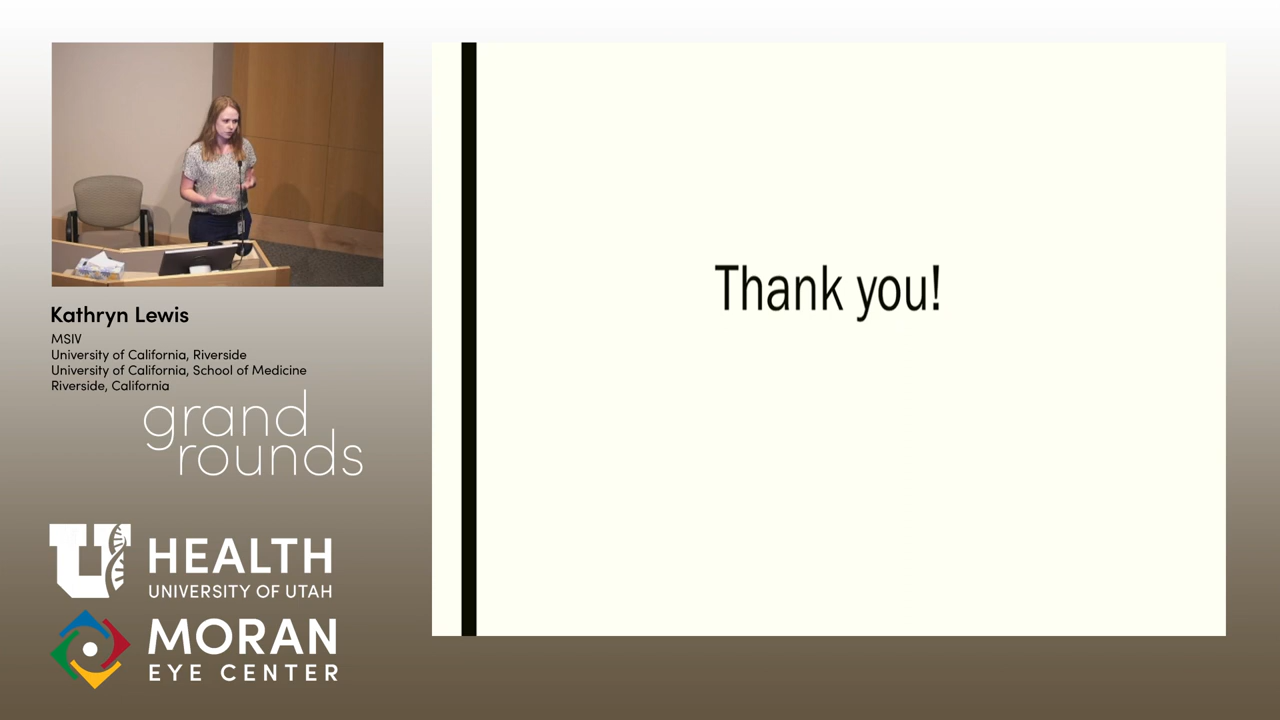 Kathryn Lewis
MSIV
University of California, Riverside
University of California, School of Medicine
Riverside, California
grand
rounds
U HEALTH
UNIVERSITY OF UTAH
MORAN
EYE CENTER
Thank you!